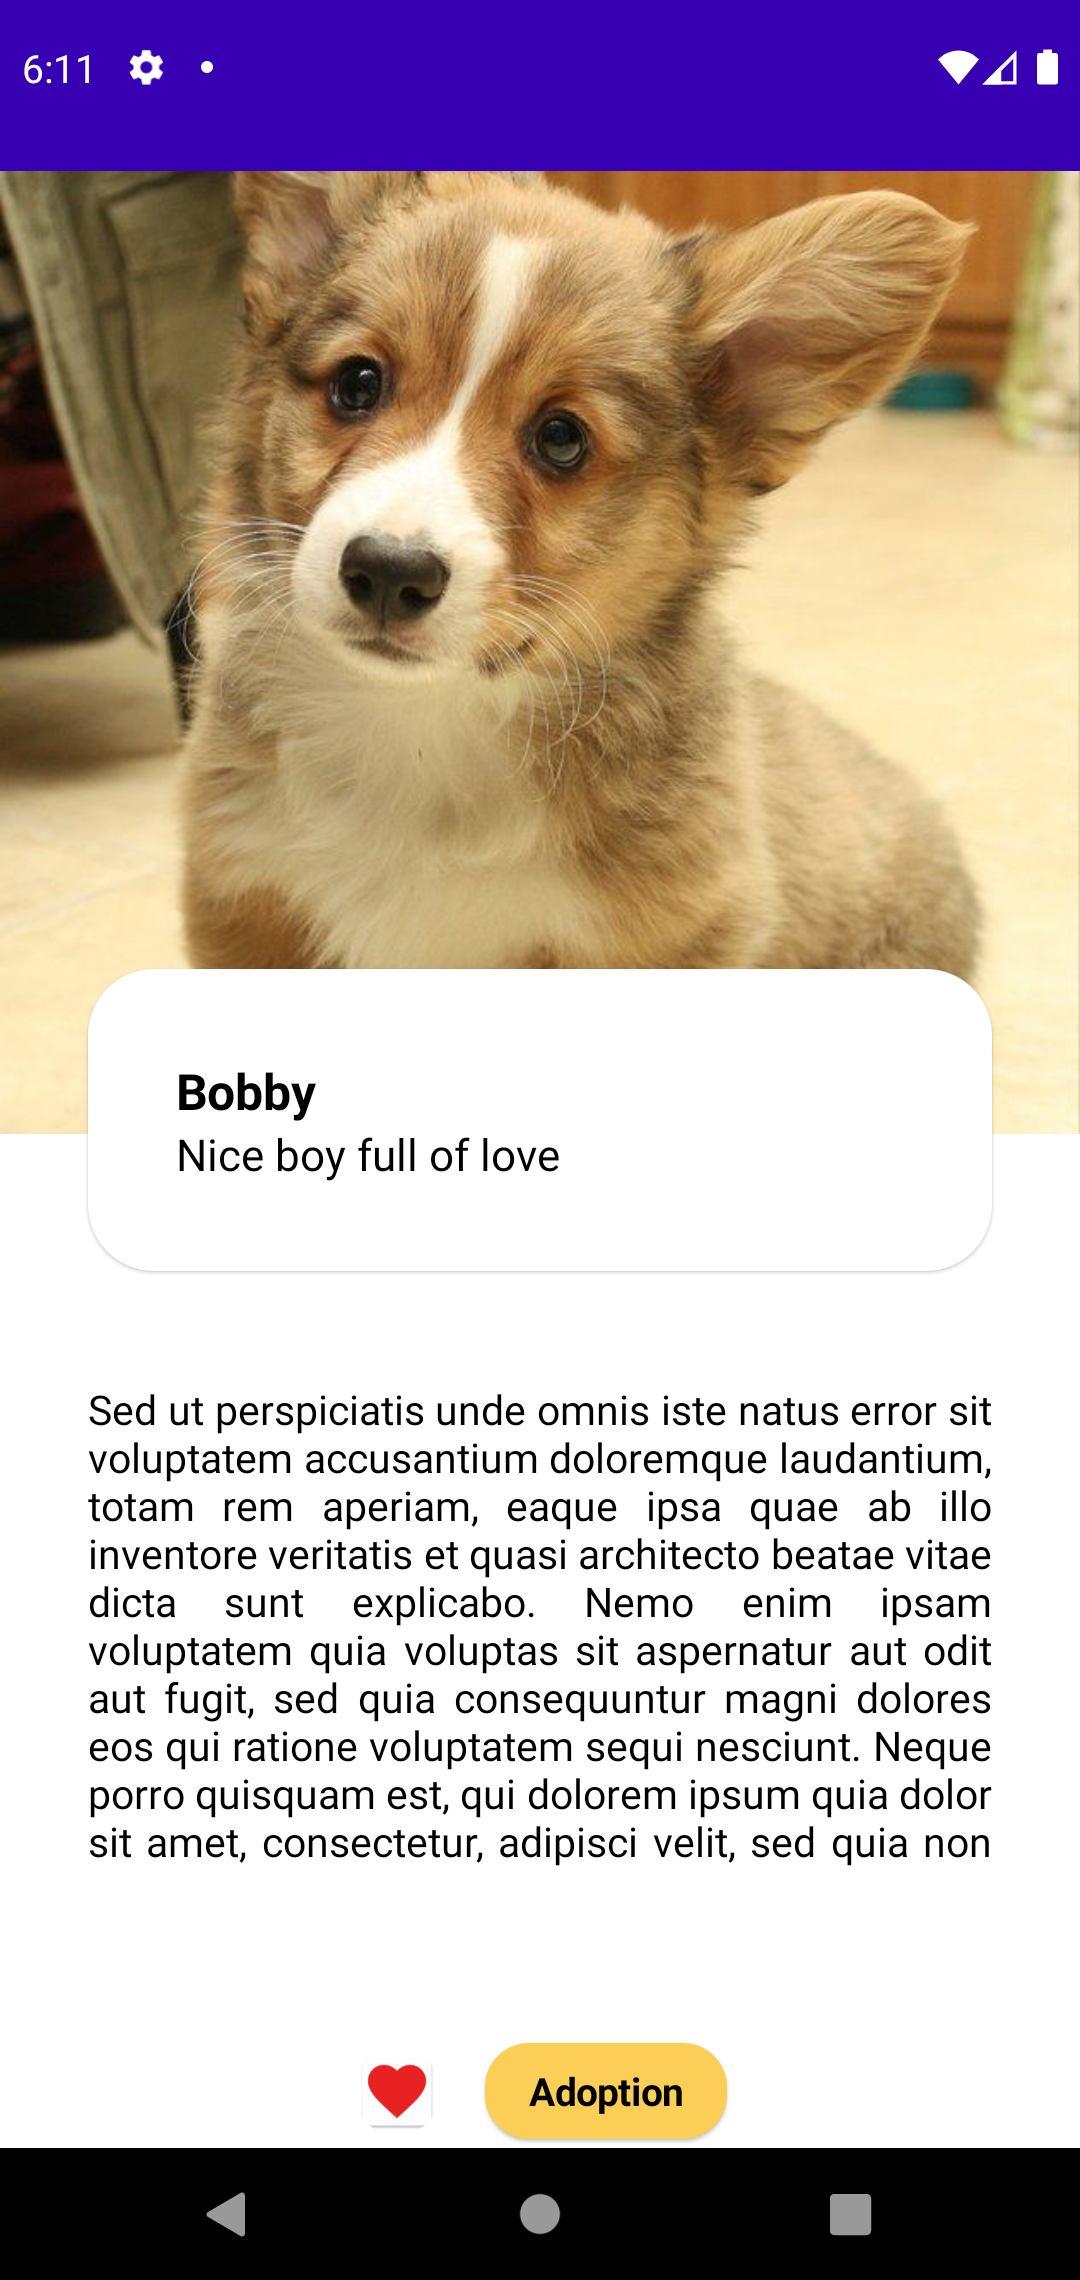 6:11
Bobby
Nice boy full of love
Sed ut perspiciatis unde omnis iste natus error sit
voluptatem accusantium doloremque laudantium,
totam rem aperiam, eaque ipsa quae ab illo
inventore veritatis et quasi architecto beatae vitae
dicta sunt explicabo. Nemo enim ipsam
voluptatem quia voluptas sit aspernatur aut odit
aut fugit, sed quia consequuntur magni dolores
eos qui ratione voluptatem sequi nesciunt. Neque
porro quisquam est, qui dolorem ipsum quia dolor
sit amet, consectetur, adipisci velit, sed quia non
Adoption